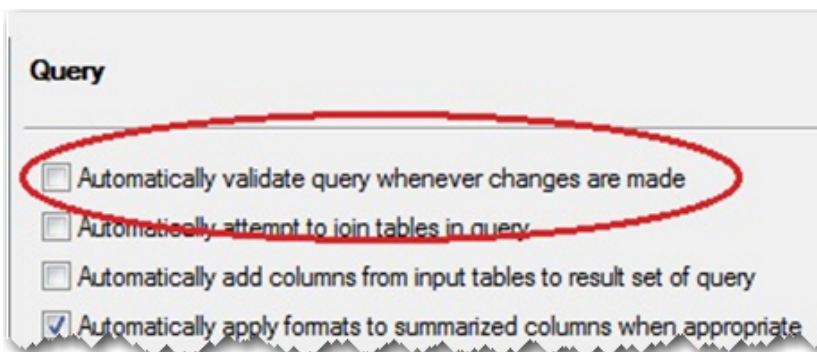 Query
Automatically validate query whenever changes are made
Automatically attempt to join tables in query
Automatically add columns from input tables to result set of query
Automatically apply formats to summarized columns when appropriate